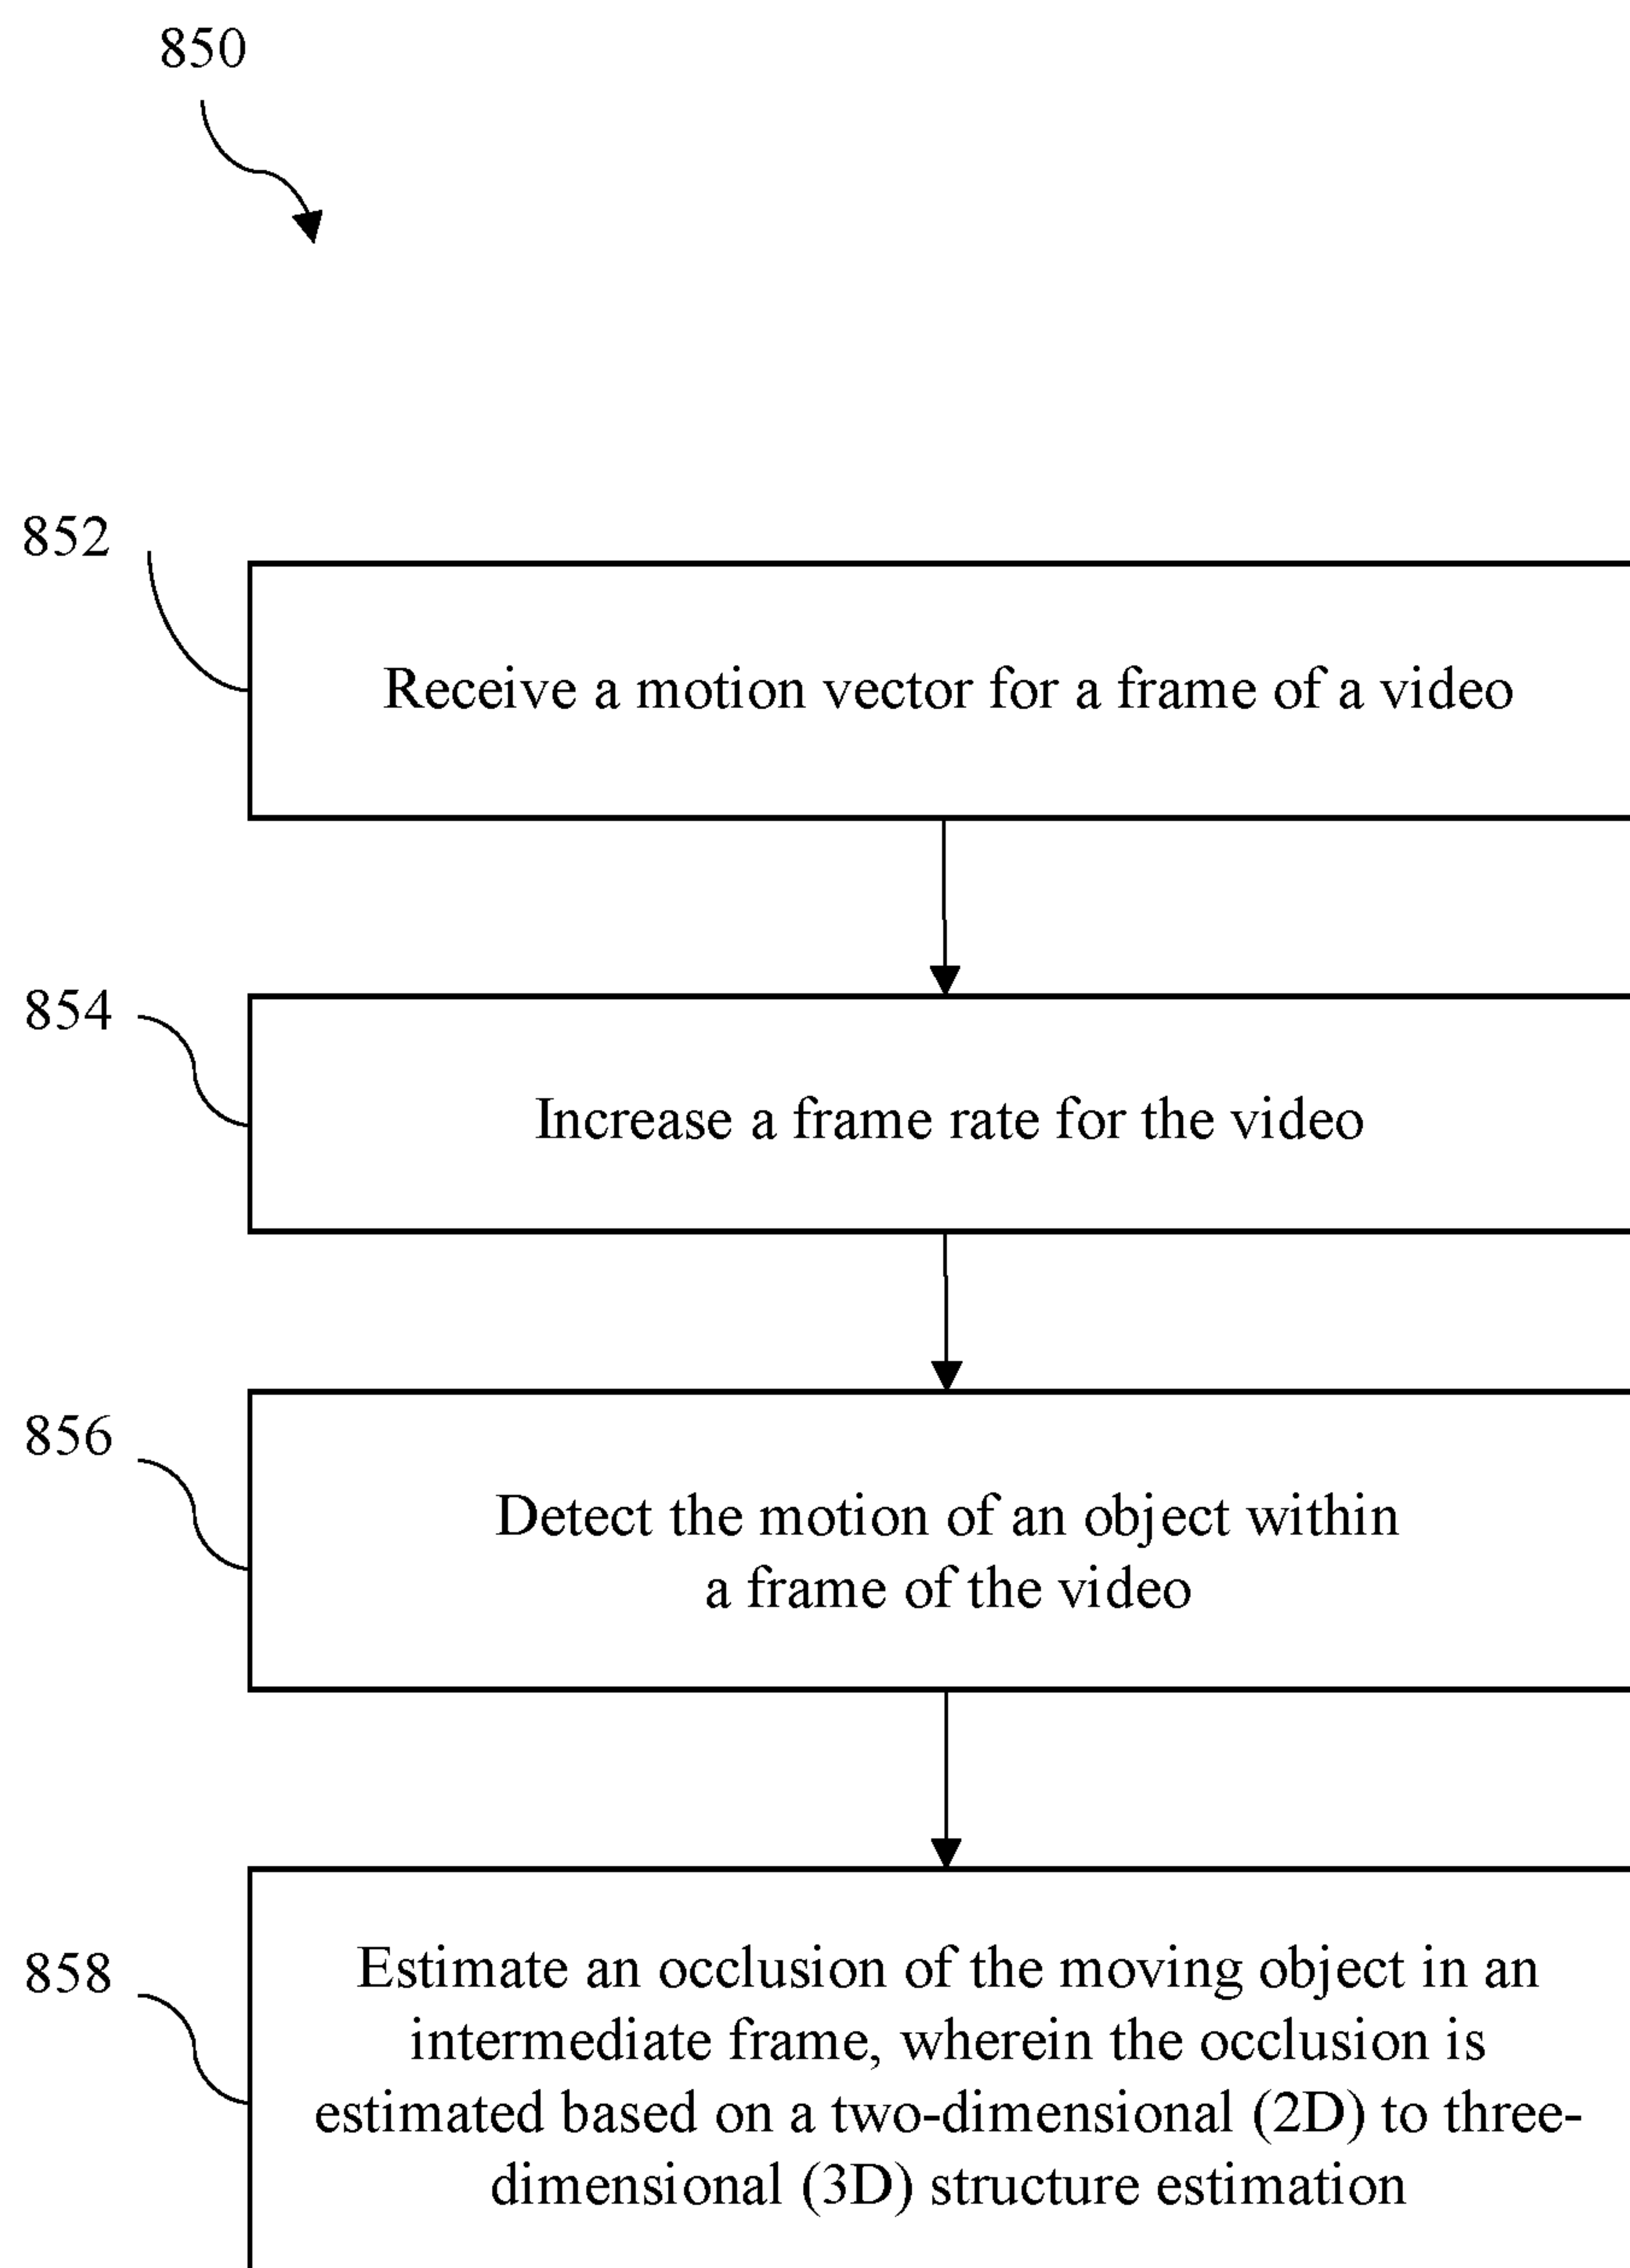 850
852
Receive a motion vector for a frame of a video
854
Increase a frame rate for the video
856
Detect the motion of an object within
a frame of the video
858
Estimate an occlusion of the moving object in an
intermediate frame, wherein the occlusion is
estimated based on a two-dimensional (2D) to three-
dimensional (3D) structure estimation